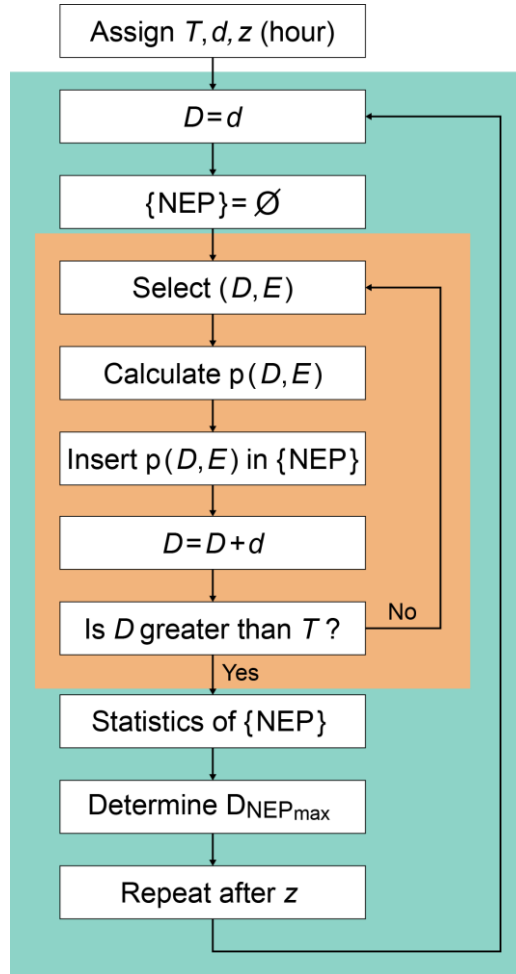 Assign T, d, z (hour)
D = d
{NEP} = Ø
Select (D, E)
Calculate p(D, E)
Insert p(D, E) in {NEP}
D = D + d
Is D greater than T ?
No
Yes
Statistics of {NEP}
Determine D_NEPmax
Repeat after z